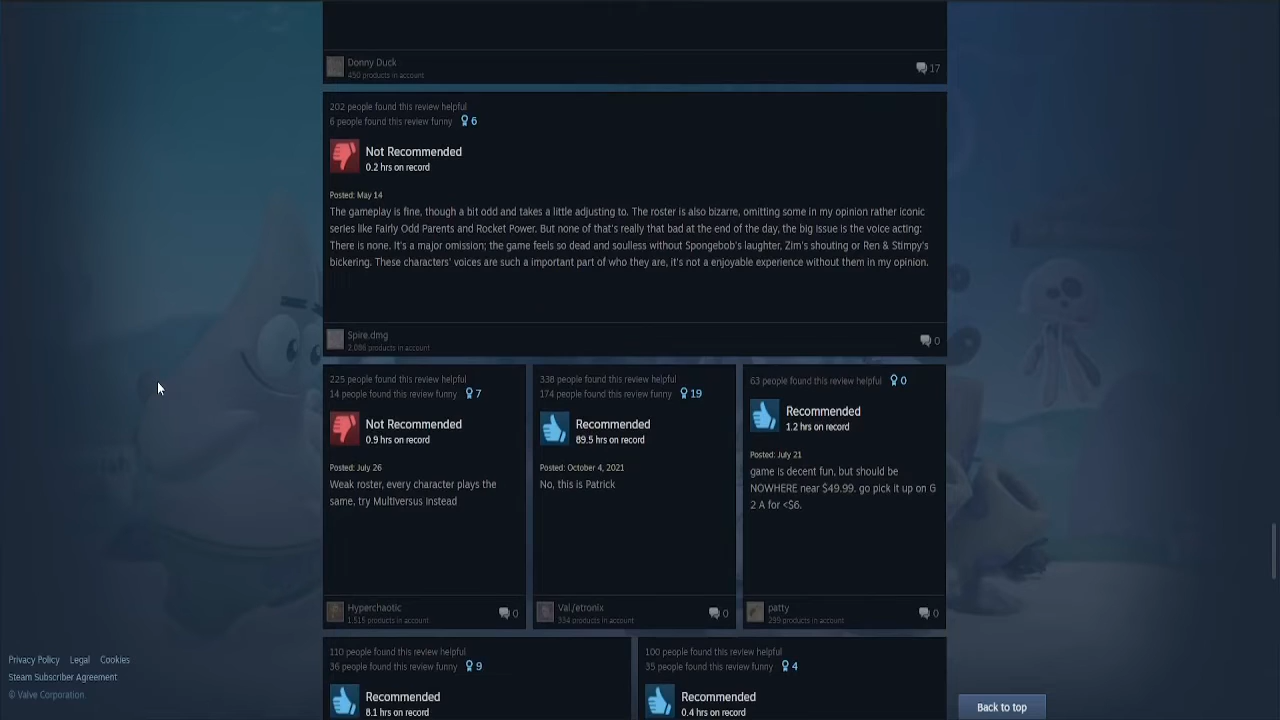 Donny Duck
450 products in account
17
202 people found this review helpful
6 people found this review funny 6
Not Recommended
0.2 hrs on record
Posted: May 14
The gameplay is fine, though a bit odd and takes a little adjusting to. The roster is also bizarre, omitting some in my opinion rather iconic
series like Fairly Odd Parents and Rocket Power. But none of that's really that bad at the end of the day, the big issue is the voice acting:
There is none. It's a major omission; the game feels so dead and soulless without Spongebob's laughter, Zim's shouting or Ren & Stimpy's
bickering. These characters' voices are such a important part of who they are, it's not a enjoyable experience without them in my opinion.
Spire.dmg
2,086 products in account
0
225 people found this review helpful
14 people found this review funny 7
Not Recommended
0.9 hrs on record
Posted: July 26
Weak roster, every character plays the
same, try Multiversus instead
Hyperchaotic
1,515 products in account
0
338 people found this review helpful
174 people found this review funny 19
Recommended
89.5 hrs on record
Posted: October 4, 2021
No, this is Patrick
Val./etronix
334 products in account
0
63 people found this review helpful 0
Recommended
1.2 hrs on record
Posted: July 21
game is decent fun, but should be
NOWHERE near $49.99. go pick it up on G
2 A for <$6.
patty
299 products in account
0
110 people found this review helpful
36 people found this review funny 9
Recommended
8.1 hrs on record
100 people found this review helpful
35 people found this review funny 4
Recommended
0.4 hrs on record
Privacy Policy Legal Cookies
Steam Subscriber Agreement
© Valve Corporation.
Back to top